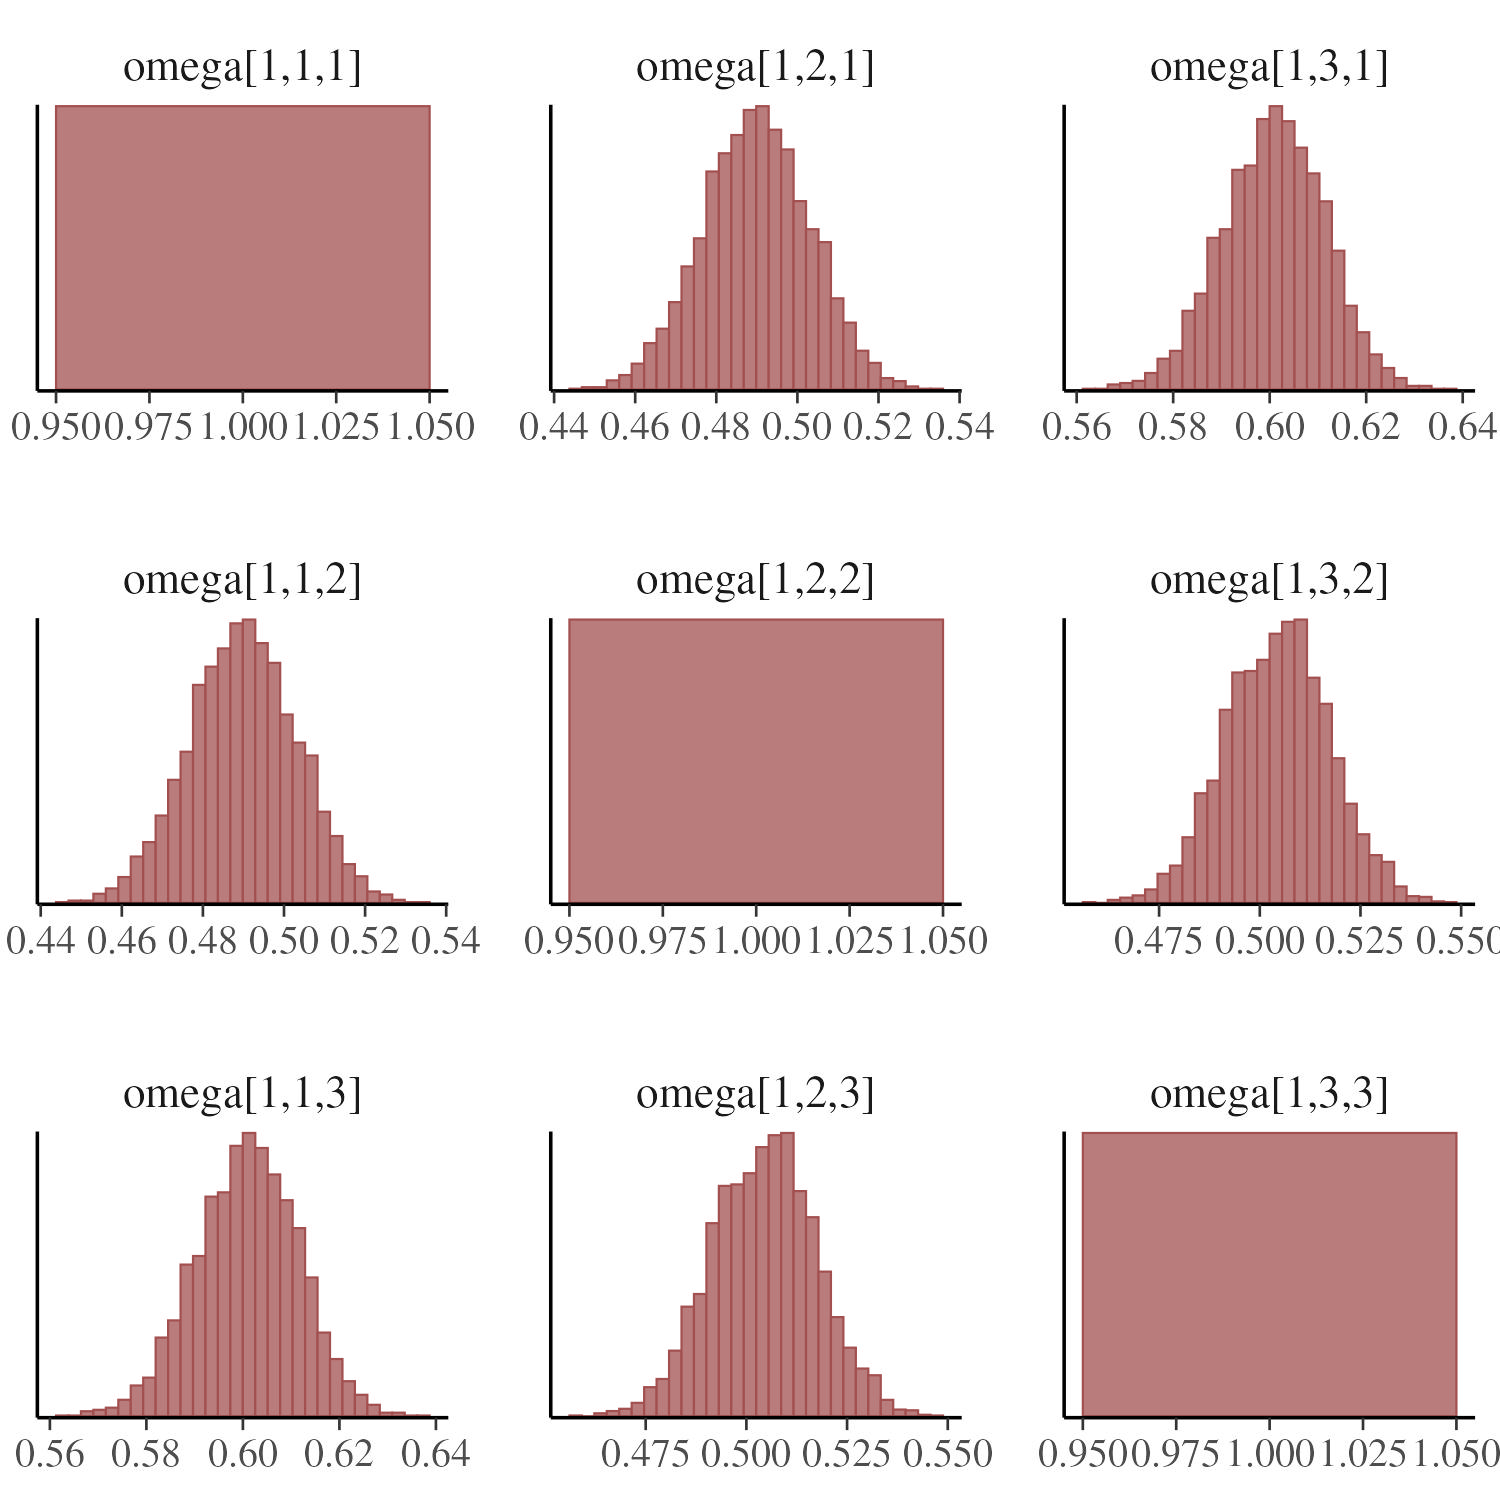 omega[1,1,1] omega[1,2,1] omega[1,3,1]
0.950 0.975 1.000 1.025 1.050 0.44 0.46 0.48 0.50 0.52 0.54 0.56 0.58 0.60 0.62 0.64
omega[1,1,2] omega[1,2,2] omega[1,3,2]
0.44 0.46 0.48 0.50 0.52 0.54 0.950 0.975 1.000 1.025 1.050 0.475 0.500 0.525 0.550
omega[1,1,3] omega[1,2,3] omega[1,3,3]
0.56 0.58 0.60 0.62 0.64 0.475 0.500 0.525 0.550 0.950 0.975 1.000 1.025 1.050